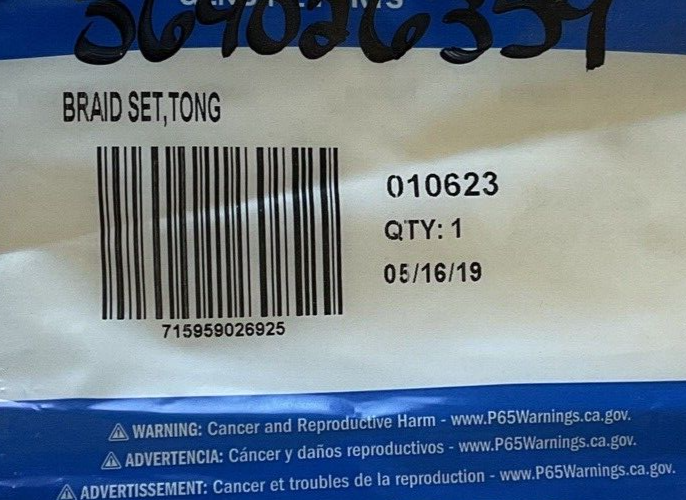 BRAID SET,TONG
010623
QTY: 1
05/16/19
715959026925
WARNING: Cancer and Reproductive Harm - www.P65Warnings.ca.gov.
ADVERTENCIA: Cáncer y daños reproductivos - www.P65Warnings.ca.gov.
ADVERTISSEMENT: Cancer et troubles de la reproduction - www.P65Warnings.ca.gov.